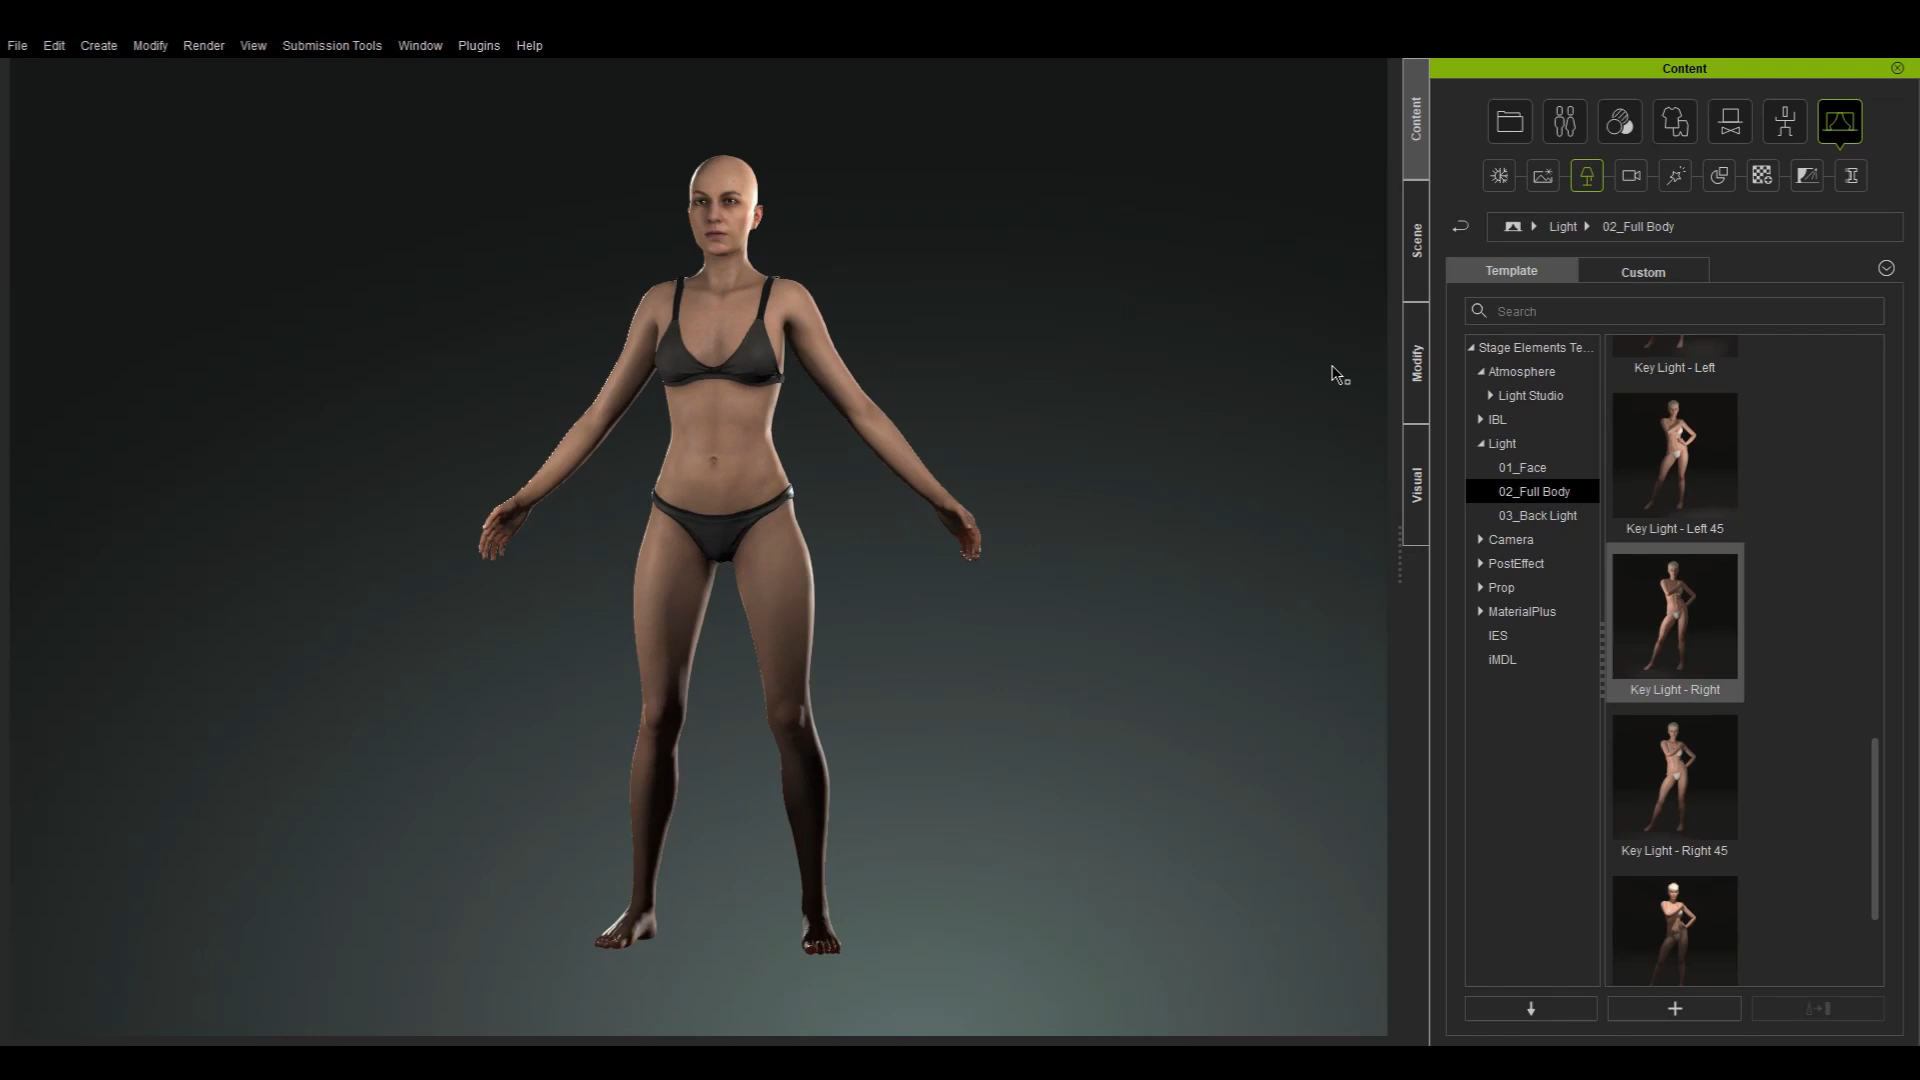 File Edit Create Modify Render View Submission Tools Window Plugins Help
Content
Content
Scene
Modify
Visual
Light 02_Full Body
Template Custom
Search
Stage Elements Te...
Atmosphere
Light Studio
IBL
Light
01_Face
02_Full Body
03_Back Light
Camera
PostEffect
Prop
MaterialPlus
IES
iMDL
Key Light - Left
Key Light - Left 45
Key Light - Right
Key Light - Right 45